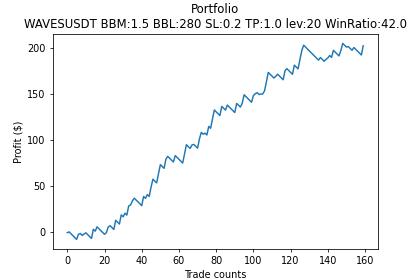 Portfolio
WAVESUSDT BBM:1.5 BBL:280 SL:0.2 TP:1.0 lev:20 WinRatio:42.0
200
150
100
50
0
Profit ($)
0 20 40 60 80 100 120 140 160
Trade counts